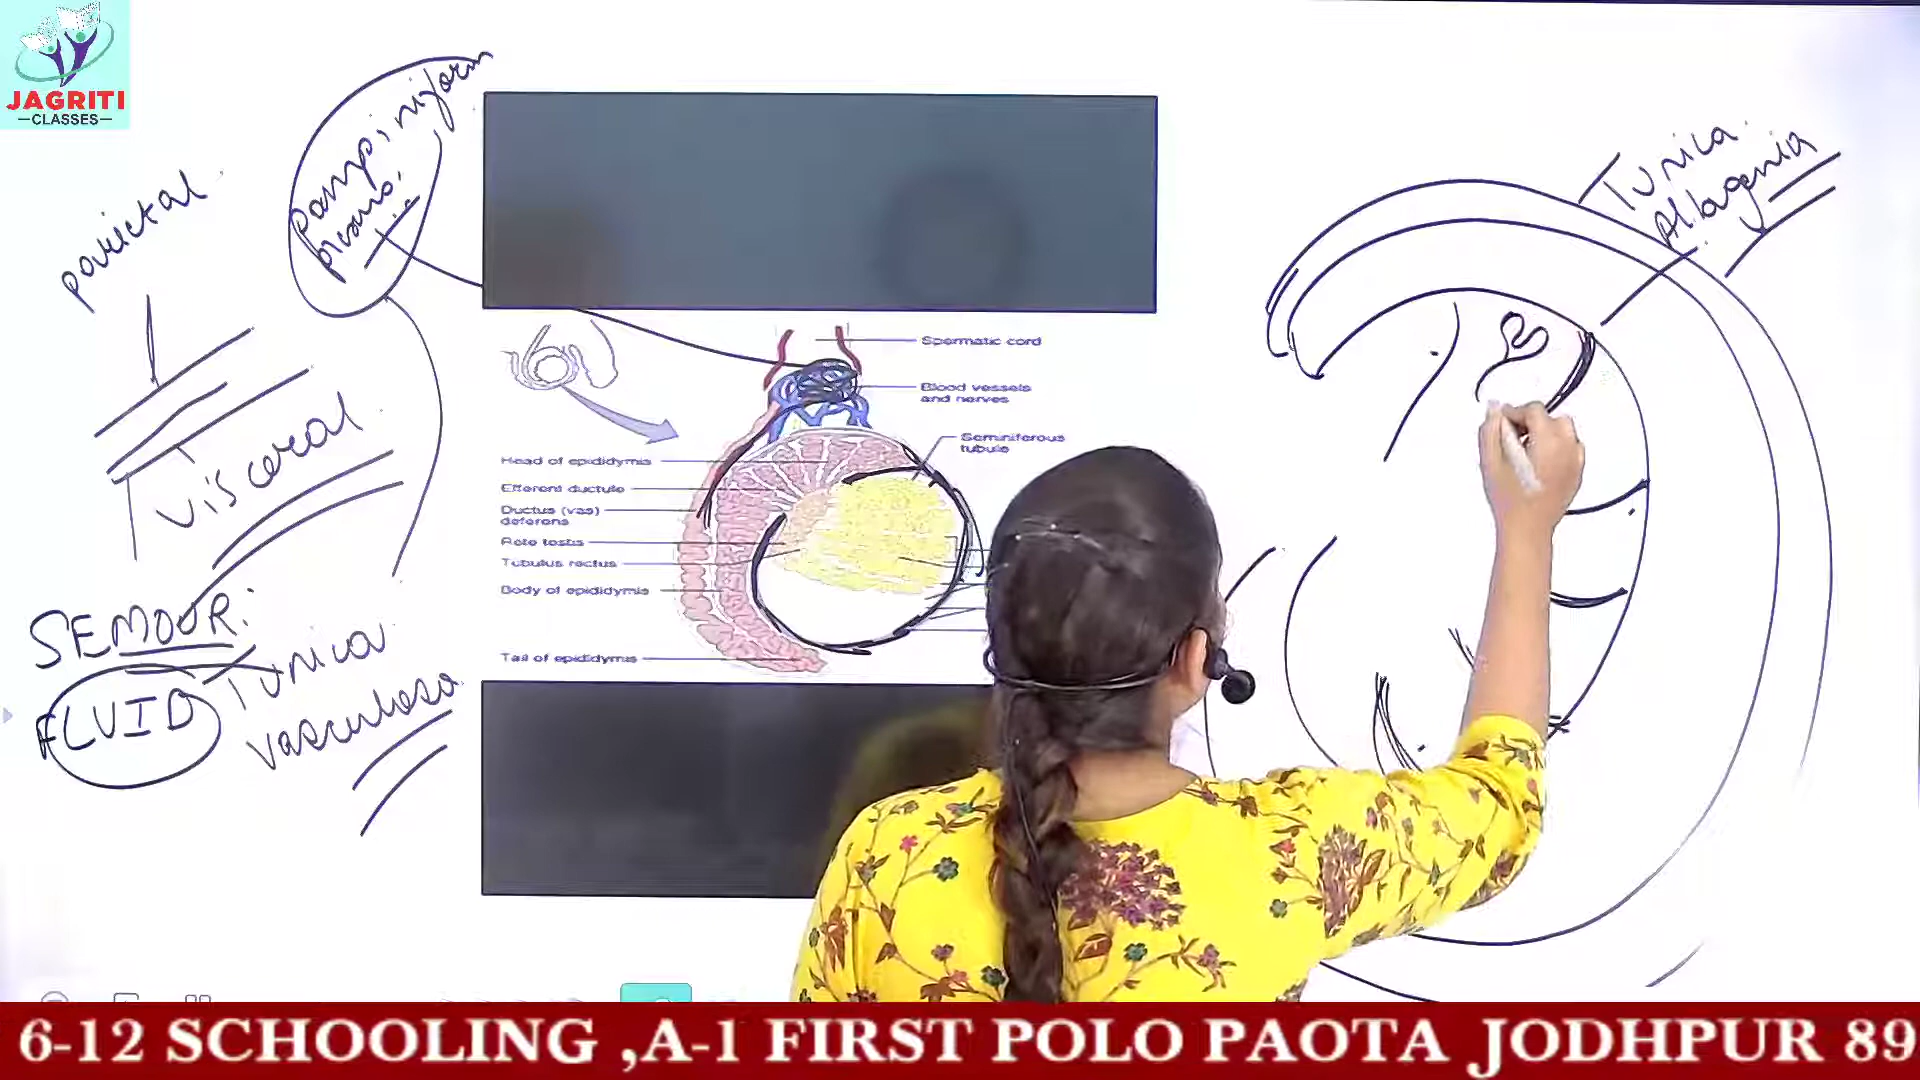 JAGRITI
—CLASSES—
parietal
pampiniform
visceral
SEMOUR:
FLUID
Tunica
vasculosa
Spermatic cord
Blood vessels
and nerves
Seminiferous
tubule
Head of epididymis
Efferent ductule
Ductus (vas)
deferens
Rete testis
Tubulus rectus
Body of epididymis
Tail of epididymis
Tunica
6-12 SCHOOLING ,A-1 FIRST POLO PAOTA JODHPUR 89